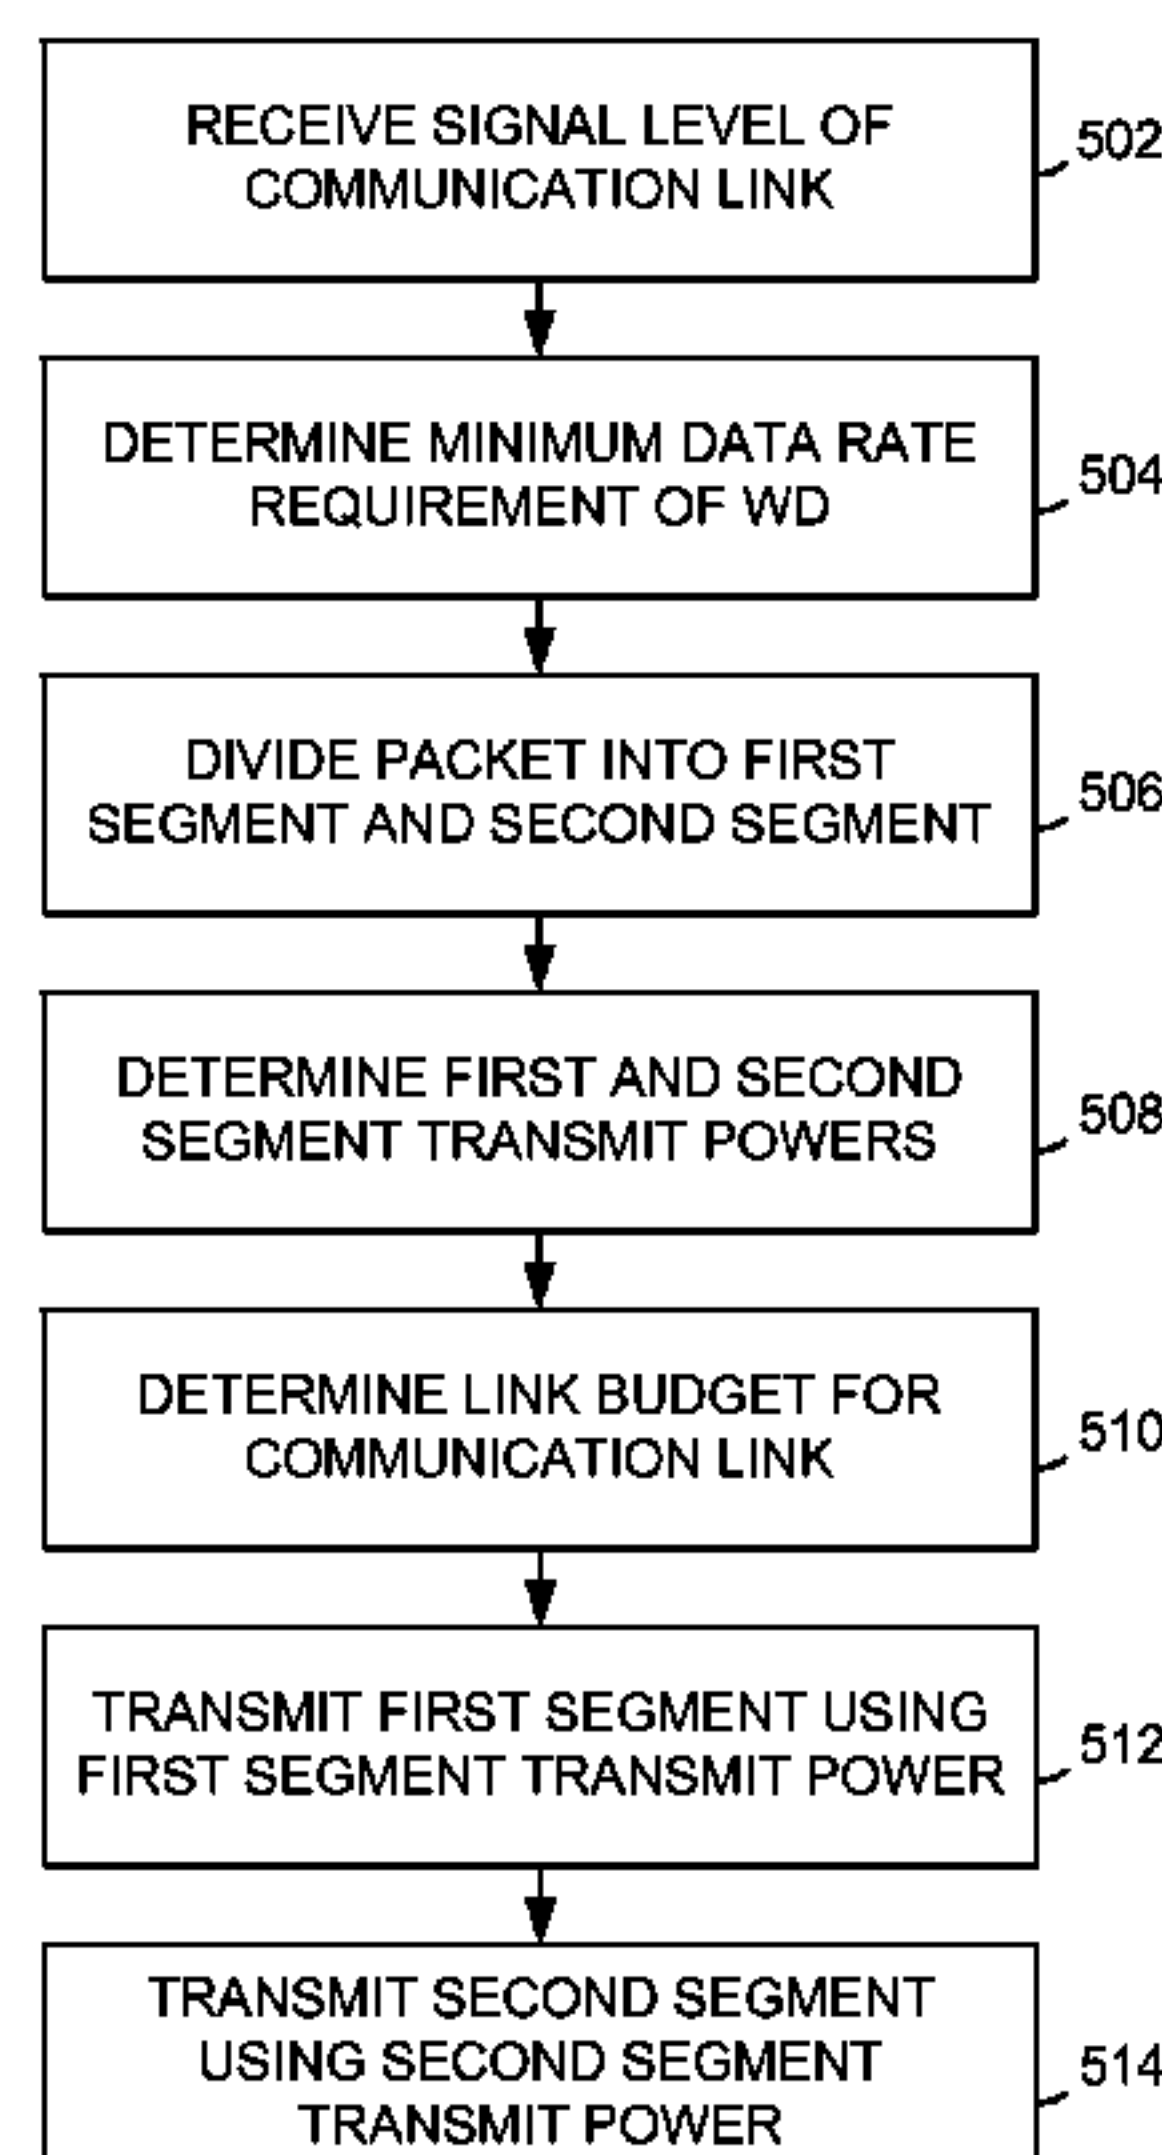 RECEIVE SIGNAL LEVEL OF
COMMUNICATION LINK
502
DETERMINE MINIMUM DATA RATE
REQUIREMENT OF WD
504
DIVIDE PACKET INTO FIRST
SEGMENT AND SECOND SEGMENT
506
DETERMINE FIRST AND SECOND
SEGMENT TRANSMIT POWERS
508
DETERMINE LINK BUDGET FOR
COMMUNICATION LINK
510
TRANSMIT FIRST SEGMENT USING
FIRST SEGMENT TRANSMIT POWER
512
TRANSMIT SECOND SEGMENT
USING SECOND SEGMENT
TRANSMIT POWER
514